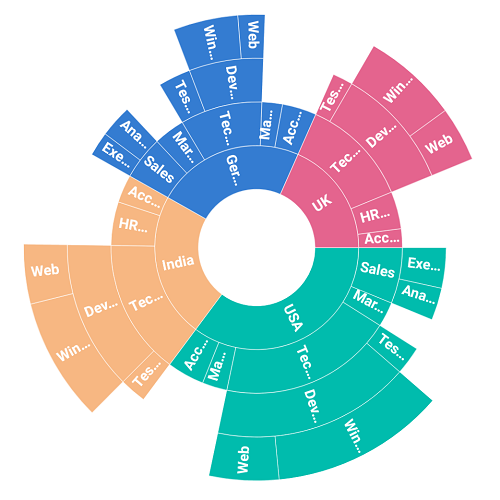 USA
Sales
Exe...
Ana...
Mar...
Tec...
Tes...
Dev...
Win...
Web
Ma...
Acc...
India
Tec...
Tes...
Dev...
Win...
Web
HR...
Acc...
Ger...
Sales
Exe...
Ana...
Mar...
Tec...
Tes...
Dev...
Win...
Web
Ma...
Acc...
UK
Tec...
Tes...
Dev...
Win...
Web
HR...
Acc...